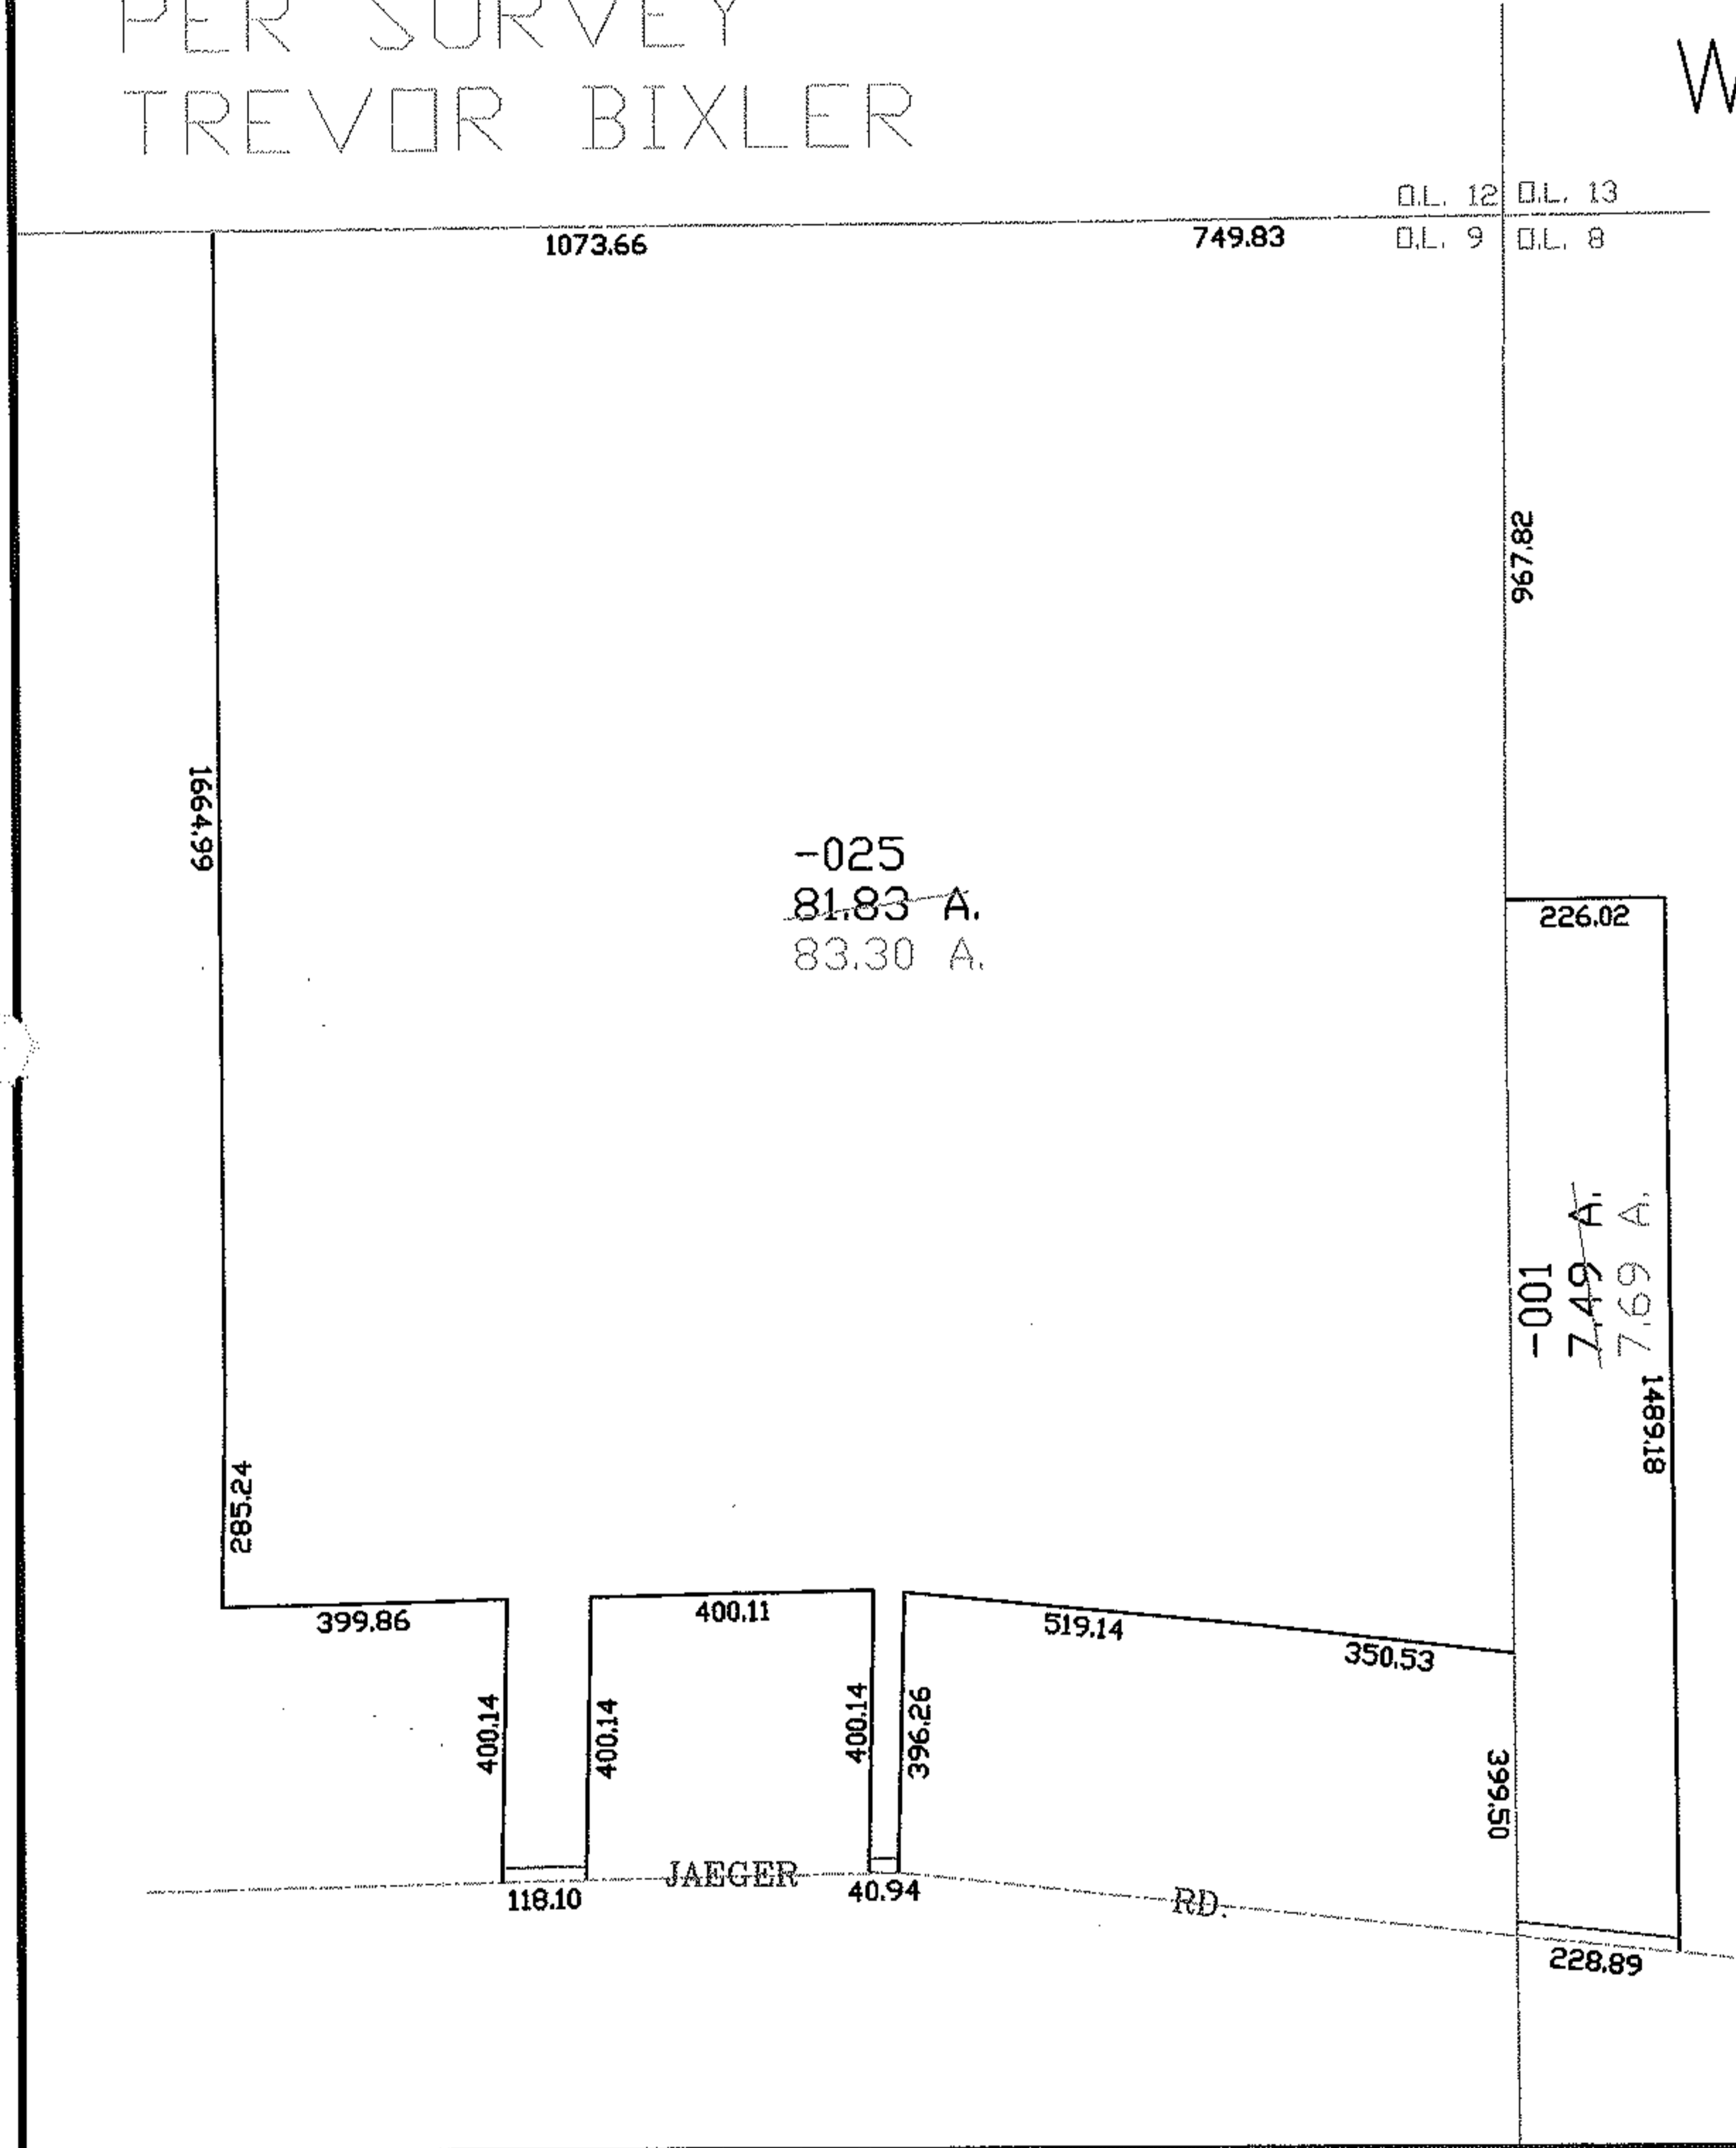 PER SURVEY
TREVOR BIXLER
W
O.L. 12 O.L. 13
1073.66 749.83 O.L. 9 O.L. 8
967.82
1664.99
-025
81.83 A.
83.30 A.
226.02
-001
7.49 A.
7.69 A.
1489.18
285.24
399.86
400.11
519.14
350.53
400.14
400.14
400.14
396.26
399.50
JAEGER RD.
118.10
40.94
228.89